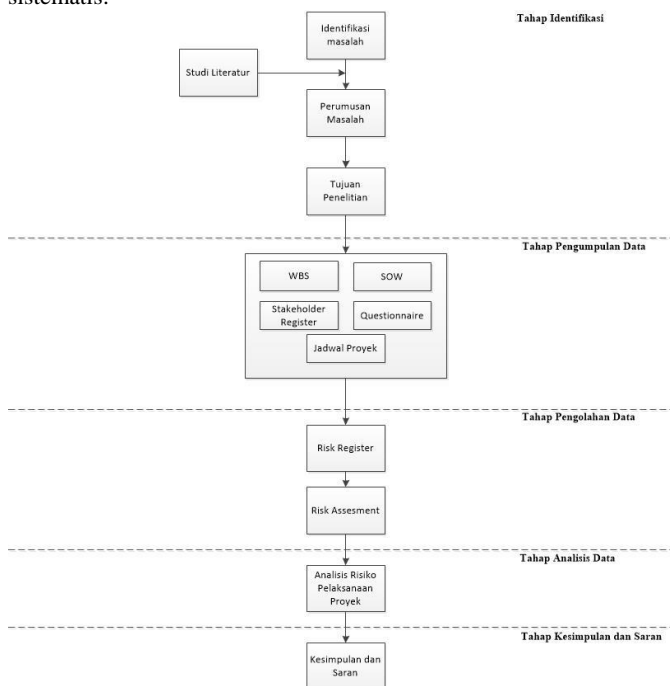 sistematis.
Tahap Identifikasi
Identifikasi
masalah
Studi Literatur
Perumusan
Masalah
Tujuan
Penelitian
Tahap Pengumpulan Data
WBS
SOW
Stakeholder
Register
Questionnaire
Jadwal Proyek
Tahap Pengolahan Data
Risk Register
Risk Assesment
Tahap Analisis Data
Analisis Risiko
Pelaksanaan
Proyek
Tahap Kesimpulan dan Saran
Kesimpulan dan
Saran